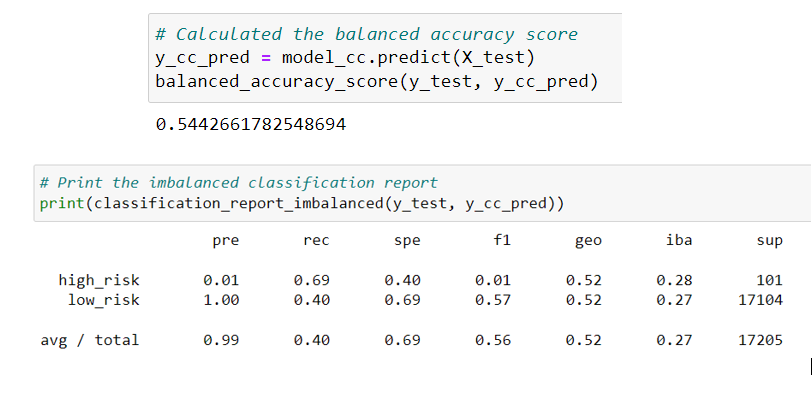 # Calculated the balanced accuracy score
y_cc_pred = model_cc.predict(X_test)
balanced_accuracy_score(y_test, y_cc_pred)
0.5442661782548694
# Print the imbalanced classification report
print(classification_report_imbalanced(y_test, y_cc_pred))
pre rec spe f1 geo iba sup
high_risk 0.01 0.69 0.40 0.01 0.52 0.28 101
low_risk 1.00 0.40 0.69 0.57 0.52 0.27 17104
avg / total 0.99 0.40 0.69 0.56 0.52 0.27 17205